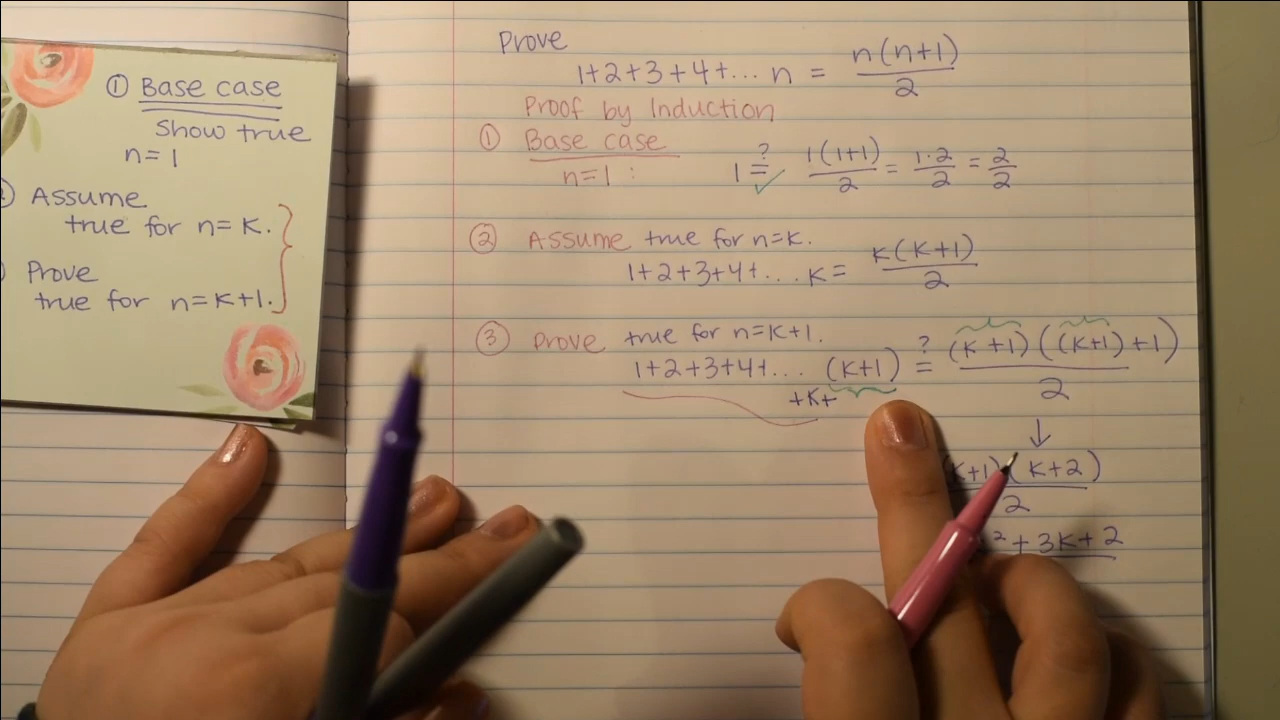 ① Base case
Show true
n=1
Assume
true for n=K.
Prove
true for n=K+1.
Prove
1+2+3+4+... n = n(n+1)/2
Proof by Induction
① Base case
n=1 : 1 ?= ✓ 1(1+1)/2 = 1·2/2 = 2/2
② Assume true for n=K.
1+2+3+4+... K = K(K+1)/2
③ Prove true for n=K+1.
1+2+3+4+... (K+1) ?= (K+1)((K+1)+1)/2
+K+
↓
K+1)(K+2)/2
² + 3K+2